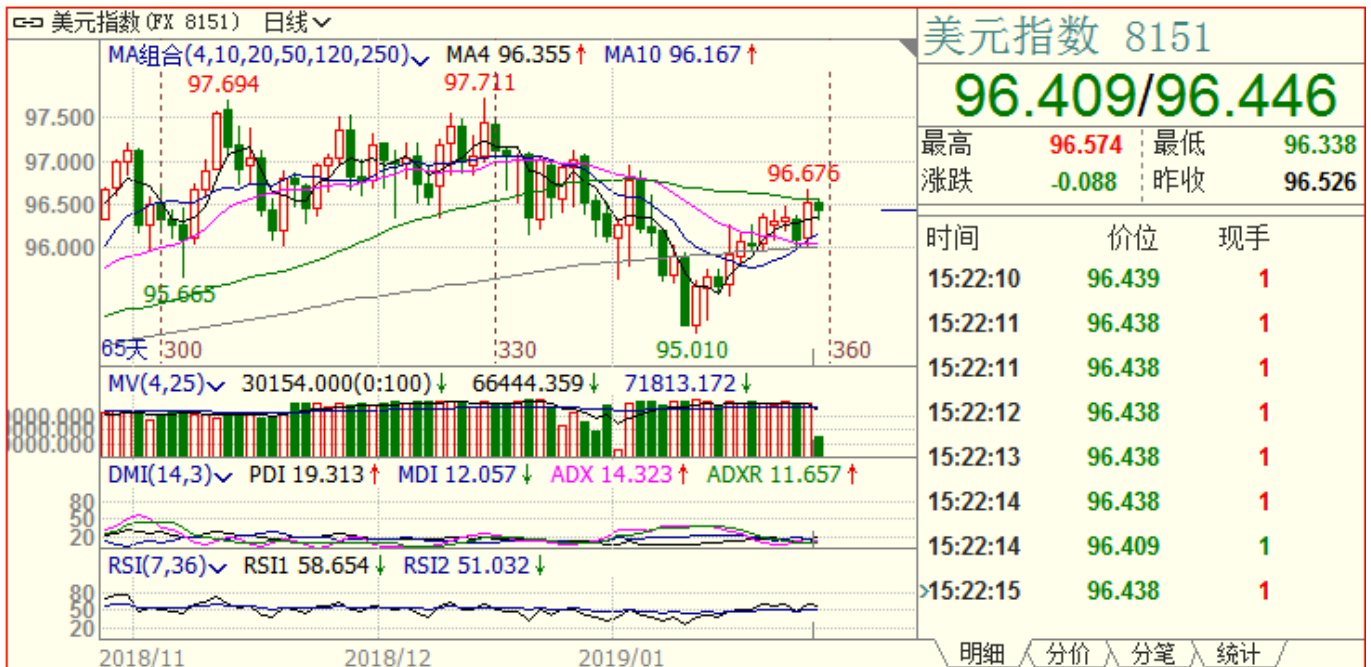 美元指数(FX 8151) 日线
MA组合(4,10,20,50,120,250) MA4 96.355↑ MA10 96.167↑
97.694
97.711
97.500
97.000
96.676
96.500
96.000
95.665
95.010
65天 300
330
360
MV(4,25) 30154.000(0:100)↓ 66444.359↓ 71813.172↓
0000.000
0000.000
DMI(14,3) PDI 19.313↑ MDI 12.057↓ ADX 14.323↑ ADXR 11.657↑
80
50
20
RSI(7,36) RSI1 58.654↓ RSI2 51.032↓
80
50
20
2018/11 2018/12 2019/01
美元指数 8151
96.409/96.446
最高 96.574 最低 96.338
涨跌 -0.088 昨收 96.526
时间 价位 现手
15:22:10 96.439 1
15:22:11 96.438 1
15:22:11 96.438 1
15:22:12 96.438 1
15:22:13 96.438 1
15:22:14 96.438 1
15:22:14 96.409 1
>15:22:15 96.438 1
明细 分价 分笔 统计